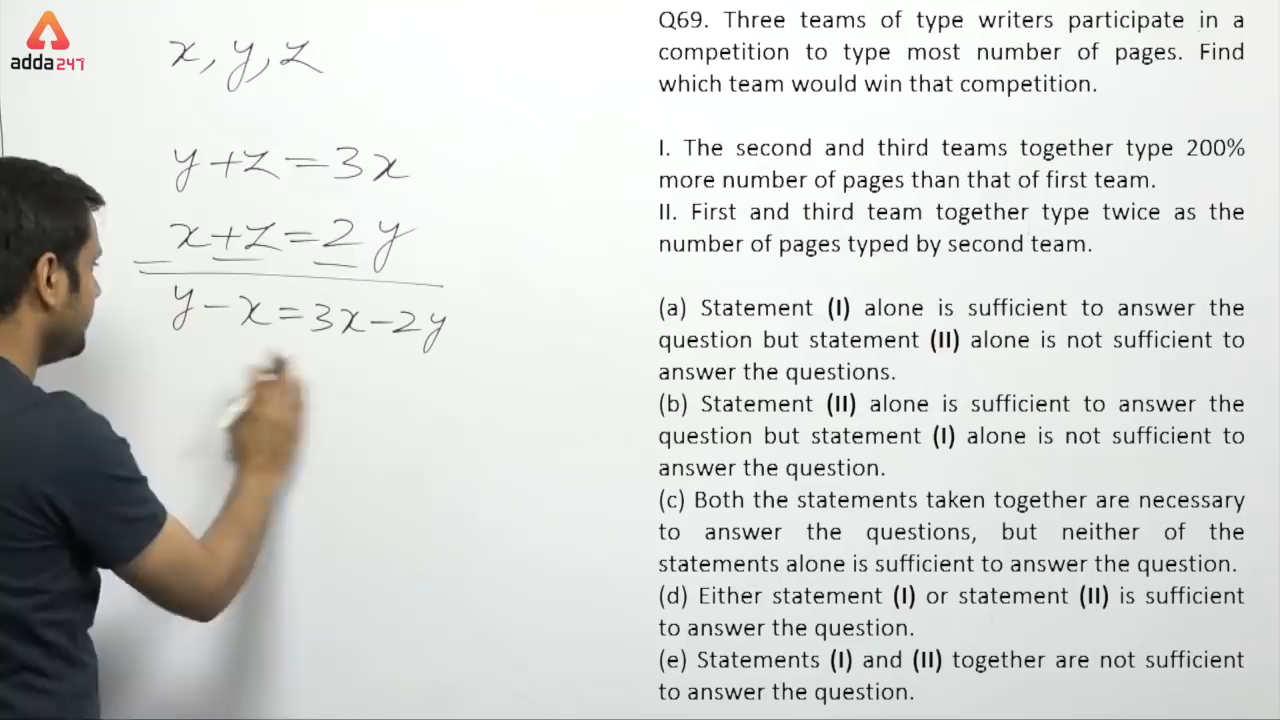 adda247
x, y, z
y+z=3x
x+z=2y
y-x=3x-2y
Q69. Three teams of type writers participate in a
competition to type most number of pages. Find
which team would win that competition.
I. The second and third teams together type 200%
more number of pages than that of first team.
II. First and third team together type twice as the
number of pages typed by second team.
(a) Statement (I) alone is sufficient to answer the
question but statement (II) alone is not sufficient to
answer the questions.
(b) Statement (II) alone is sufficient to answer the
question but statement (I) alone is not sufficient to
answer the question.
(c) Both the statements taken together are necessary
to answer the questions, but neither of the
statements alone is sufficient to answer the question.
(d) Either statement (I) or statement (II) is sufficient
to answer the question.
(e) Statements (I) and (II) together are not sufficient
to answer the question.